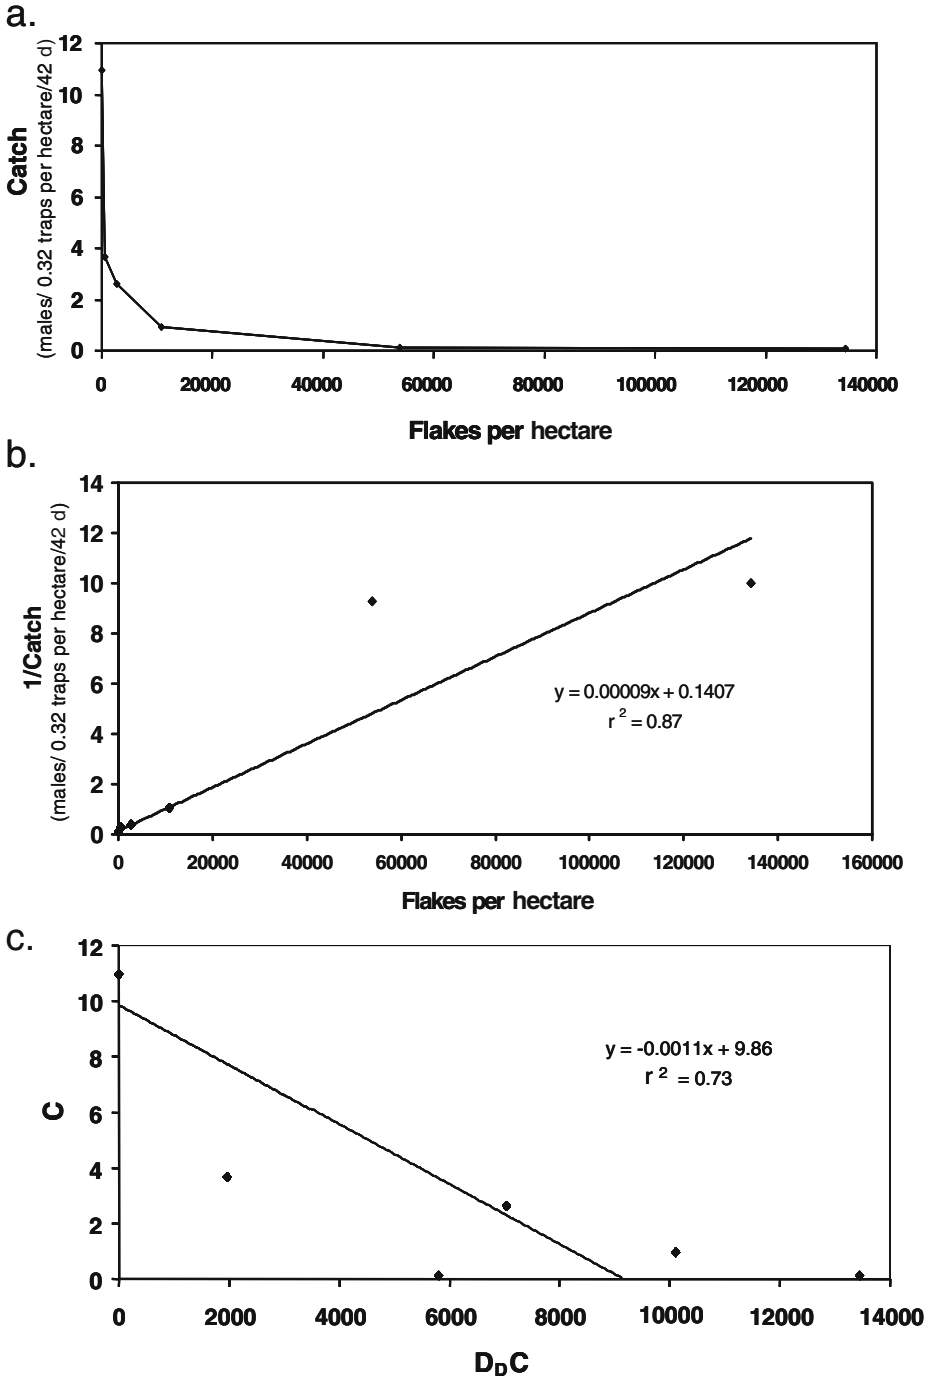 a.
Catch
(males/ 0.32 traps per hectare/42 d)
12
10
8
6
4
2
0
0 20000 40000 60000 80000 100000 120000 140000
Flakes per hectare
b.
1/Catch
(males/ 0.32 traps per hectare/42 d)
14
12
10
8
6
4
2
0
y = 0.00009x + 0.1407
r 2 = 0.87
0 20000 40000 60000 80000 100000 120000 140000 160000
Flakes per hectare
c.
C
12
10
8
6
4
2
0
y = -0.0011x + 9.86
r 2 = 0.73
0 2000 4000 6000 8000 10000 12000 14000
DDC